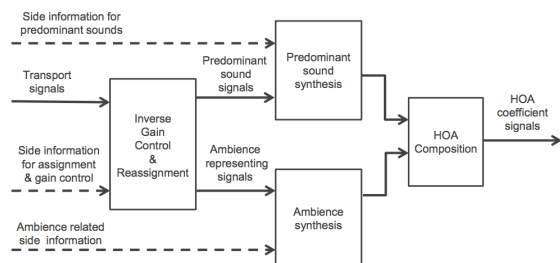 Side information for
predominant sounds
Transport
signals
Predominant
sound
signals
Predominant
sound
synthesis
Inverse
Gain
Control
&
Reassignment
HOA
Composition
HOA
coefficient
signals
Side information
for assignment
& gain control
Ambience
representing
signals
Ambience
synthesis
Ambience related
side information